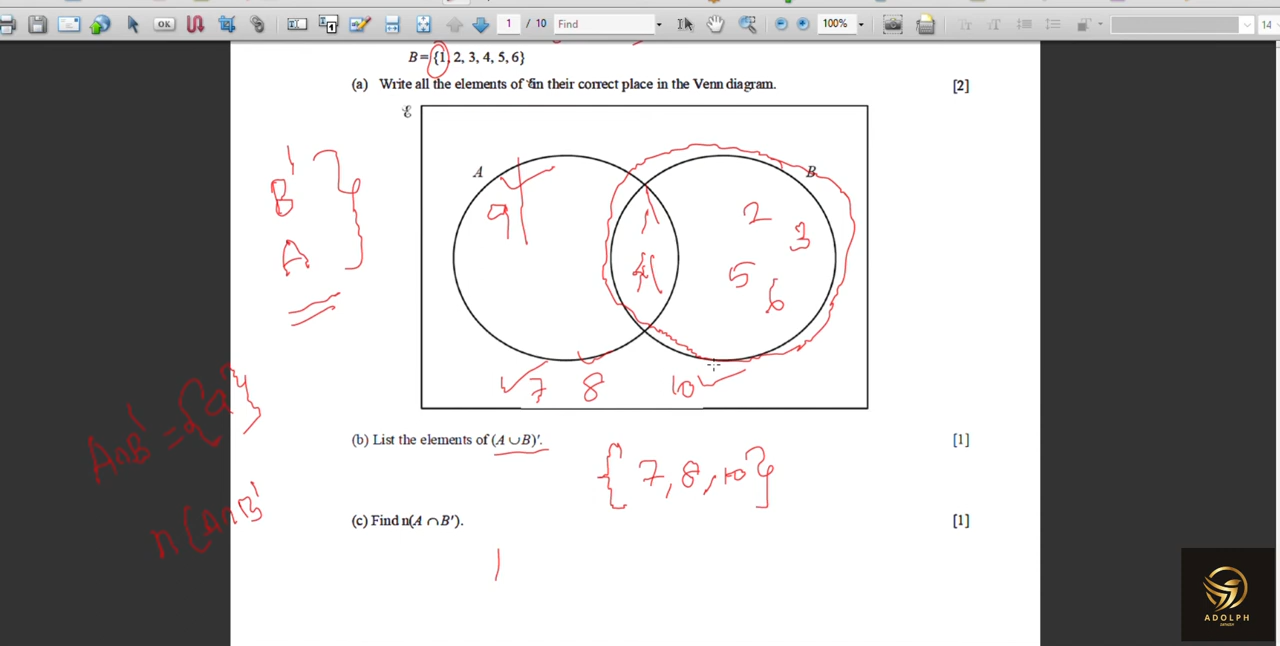 1 / 10 Find 100% 14
B = {1, 2, 3, 4, 5, 6}
(a) Write all the elements of ℰ in their correct place in the Venn diagram. [2]
ℰ
A B
B'
A
9 1 2
3
4 5
6
7 8 10
A∩B' = {9}
(b) List the elements of (A ∪ B)'. [1]
{7, 8, 10}
n(A∩B'
(c) Find n(A ∩ B'). [1]
1
ADOLPH